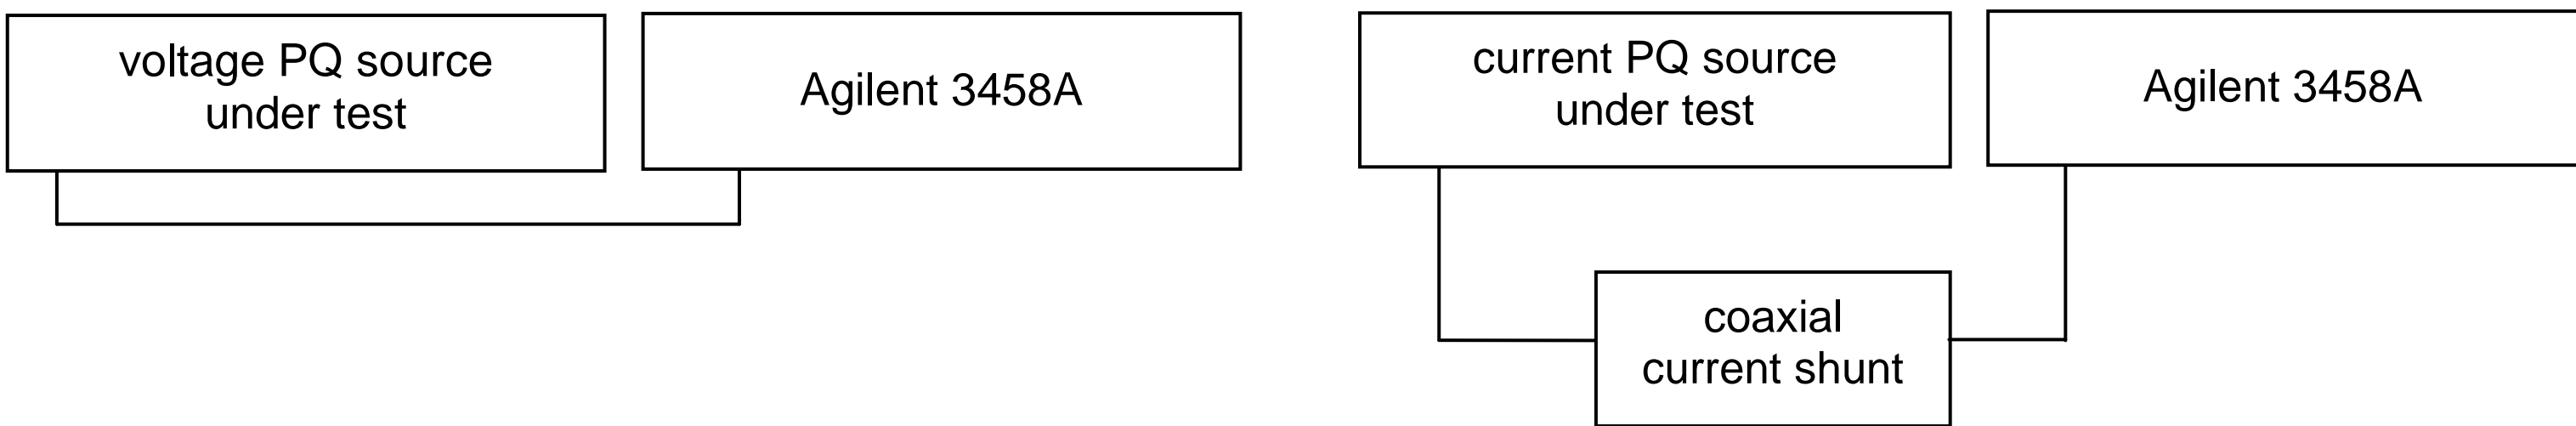 voltage PQ source
under test
Agilent 3458A
current PQ source
under test
Agilent 3458A
coaxial
current shunt